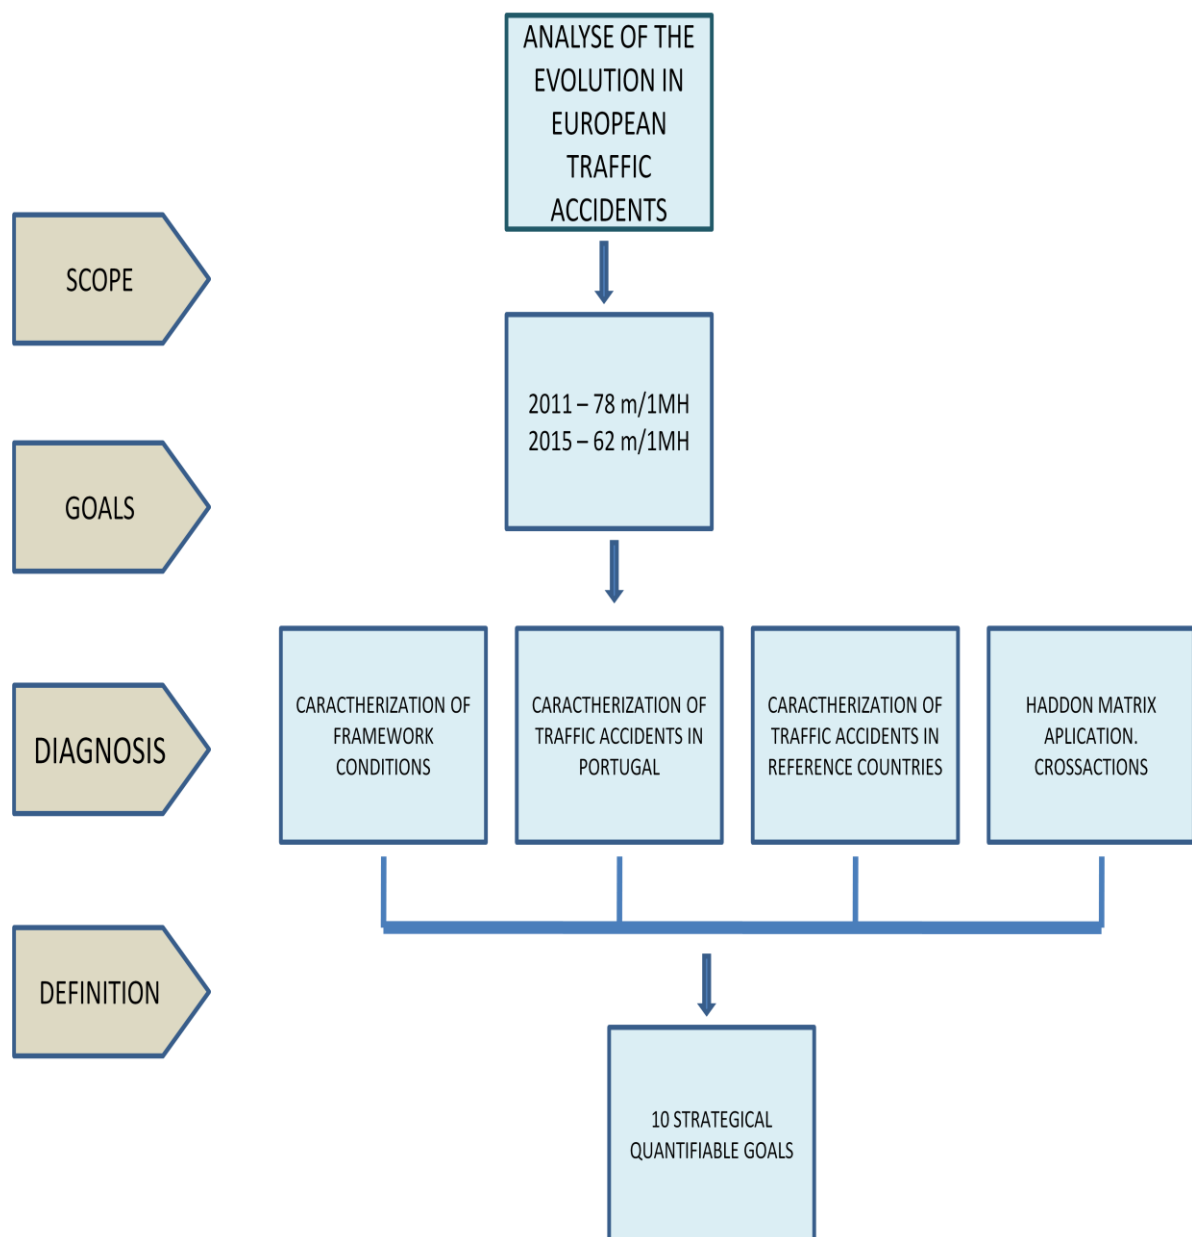 ANALYSE OF THE
EVOLUTION IN
EUROPEAN
TRAFFIC
ACCIDENTS
SCOPE
2011 – 78 m/1MH
2015 – 62 m/1MH
GOALS
CARACTHERIZATION OF
FRAMEWORK
CONDITIONS
CARACTHERIZATION OF
TRAFFIC ACCIDENTS IN
PORTUGAL
CARACTHERIZATION OF
TRAFFIC ACCIDENTS IN
REFERENCE COUNTRIES
HADDON MATRIX
APLICATION.
CROSSACTIONS
DIAGNOSIS
DEFINITION
10 STRATEGICAL
QUANTIFIABLE GOALS